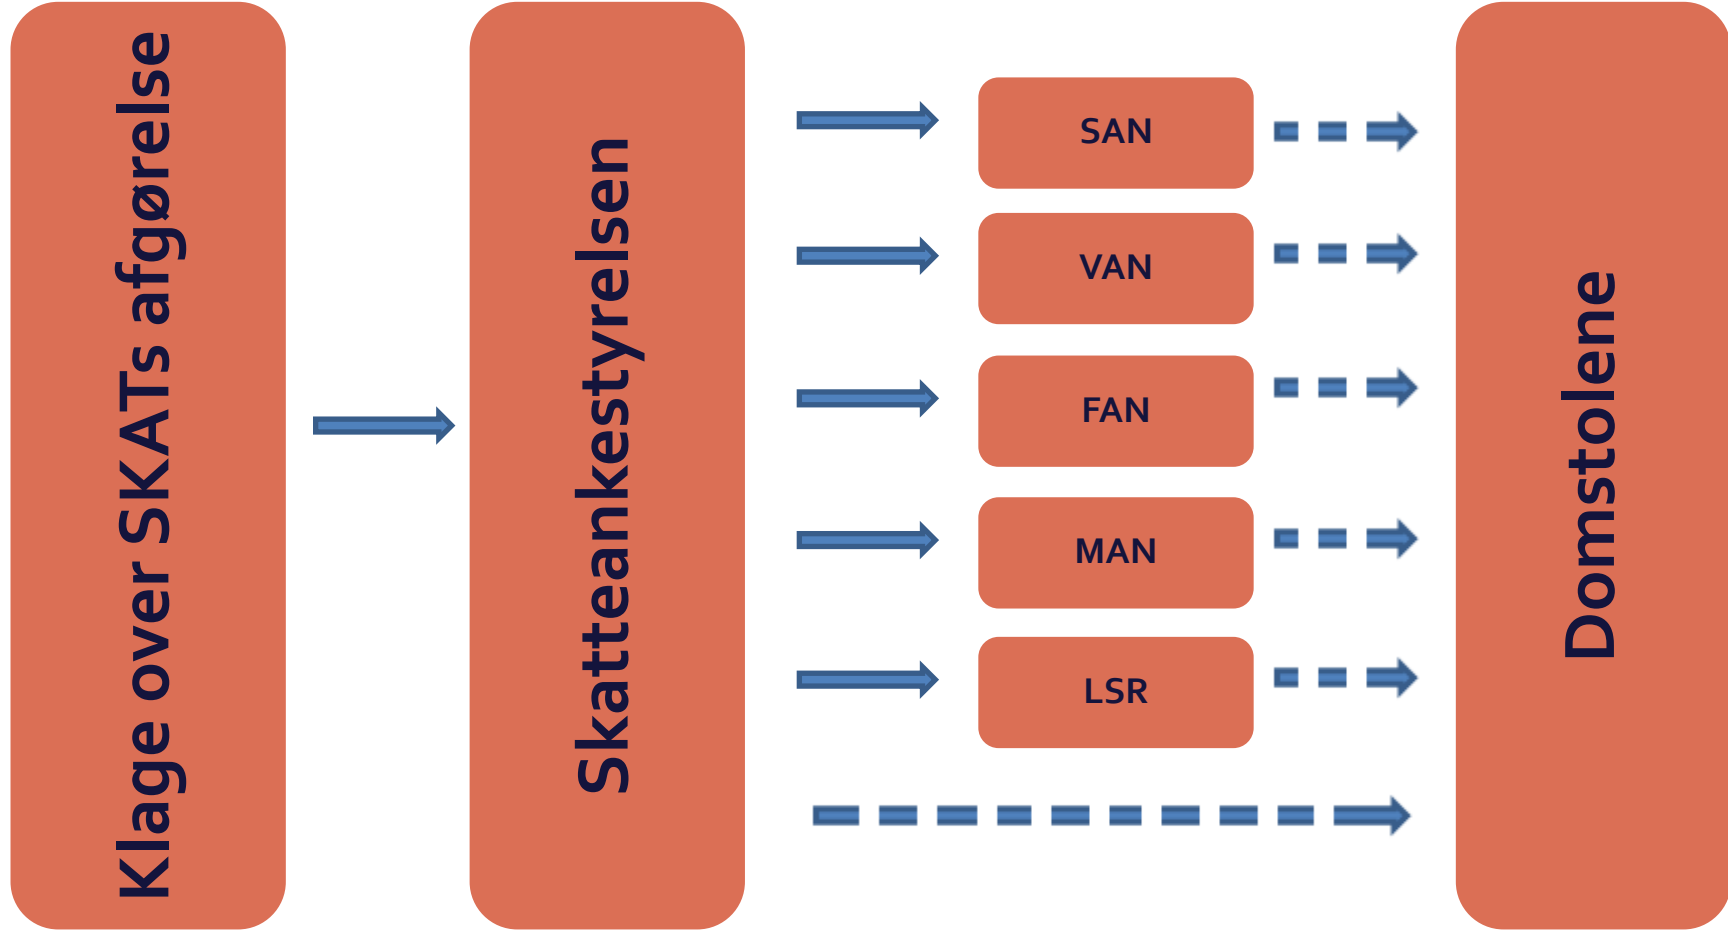 Klage over SKATs afgørelse
Skatteankestyrelsen
SAN
VAN
FAN
MAN
LSR
Domstolene